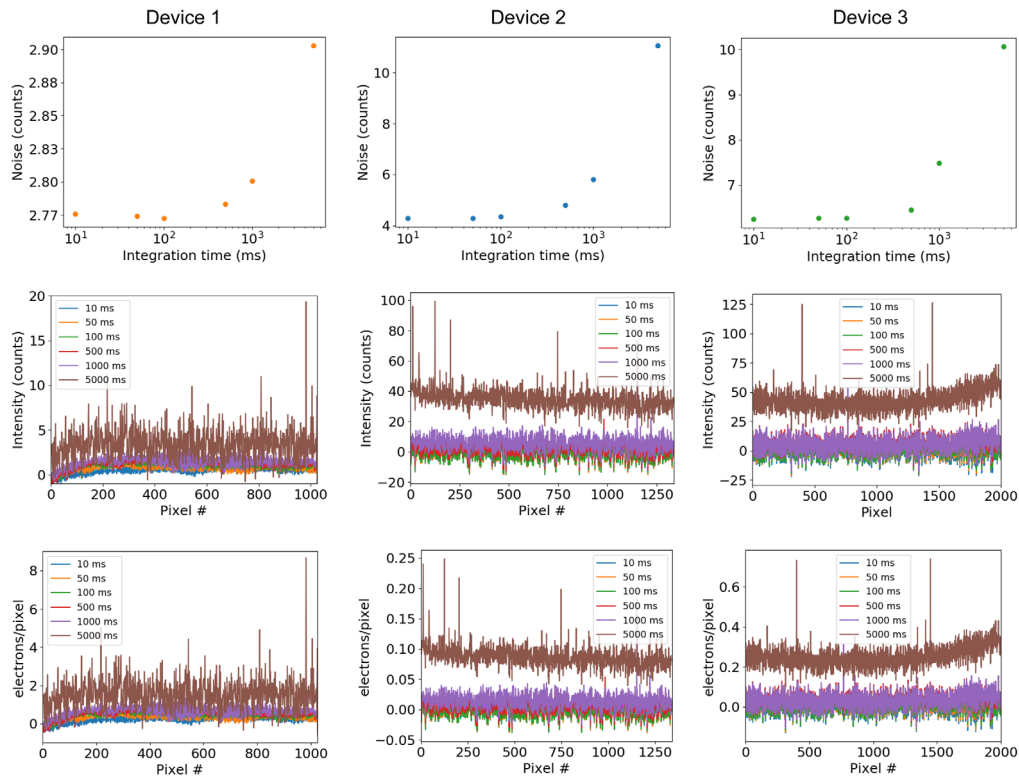 Device 1
Device 2
Device 3
2.90
2.88
2.85
2.83
2.80
2.77
Noise (counts)
10¹ 10² 10³
Integration time (ms)
10
8
6
4
Noise (counts)
10¹ 10² 10³
Integration time (ms)
10
9
8
7
Noise (counts)
10¹ 10² 10³
Integration time (ms)
20
15
10
5
0
Intensity (counts)
10 ms
50 ms
100 ms
500 ms
1000 ms
5000 ms
0 200 400 600 800 1000
Pixel #
100
80
60
40
20
0
−20
Intensity (counts)
10 ms
50 ms
100 ms
500 ms
1000 ms
5000 ms
0 250 500 750 1000 1250
Pixel #
125
100
75
50
25
0
−25
Intensity (counts)
10 ms
50 ms
100 ms
500 ms
1000 ms
5000 ms
0 500 1000 1500 2000
Pixel
8
6
4
2
0
electrons/pixel
10 ms
50 ms
100 ms
500 ms
1000 ms
5000 ms
0 200 400 600 800 1000
Pixel #
0.25
0.20
0.15
0.10
0.05
0.00
−0.05
electrons/pixel
10 ms
50 ms
100 ms
500 ms
1000 ms
5000 ms
0 250 500 750 1000 1250
Pixel #
0.6
0.4
0.2
0.0
electrons/pixel
10 ms
50 ms
100 ms
500 ms
1000 ms
5000 ms
0 500 1000 1500 2000
Pixel #